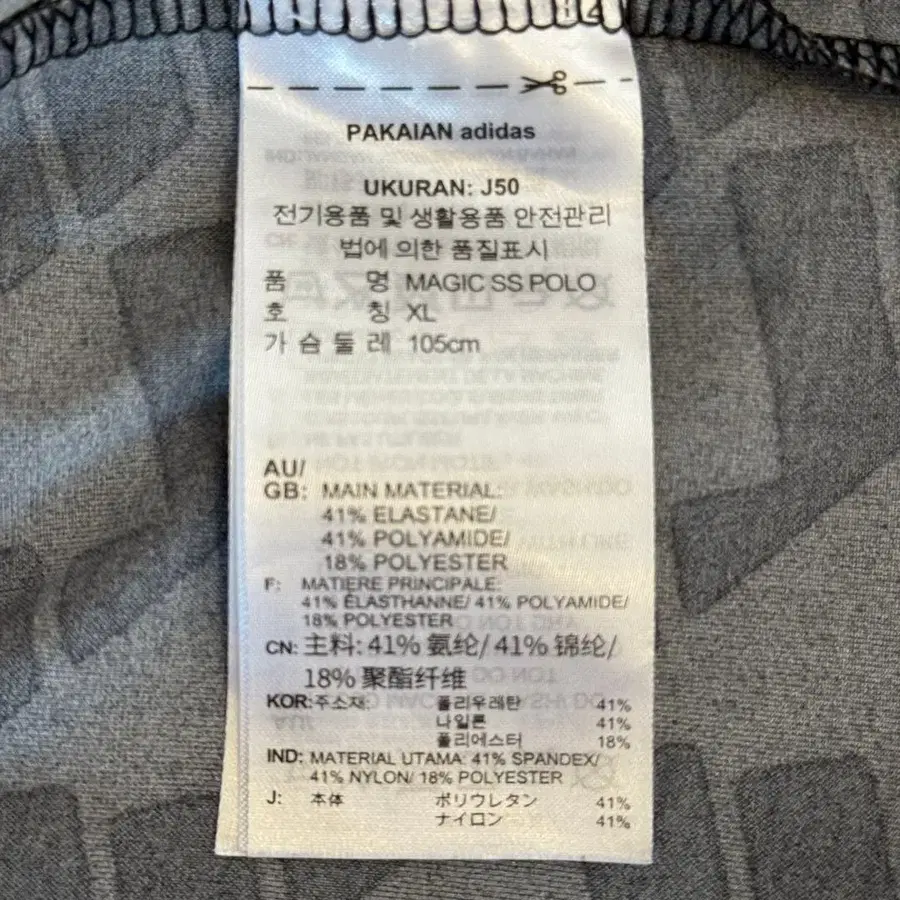 PAKAIAN adidas
UKURAN: J50
전기용품 및 생활용품 안전관리
법에 의한 품질표시
품 명 MAGIC SS POLO
호 칭 XL
가 슴 둘 레 105cm
AU/
GB: MAIN MATERIAL:
41% ELASTANE/
41% POLYAMIDE/
18% POLYESTER
F: MATIERE PRINCIPALE:
41% ÉLASTHANNE/ 41% POLYAMIDE/
18% POLYESTER
CN: 主料: 41% 氨纶/ 41% 锦纶/
18% 聚酯纤维
KOR: 주소재: 폴리우레탄 41%
나일론 41%
폴리에스터 18%
IND: MATERIAL UTAMA: 41% SPANDEX/
41% NYLON/ 18% POLYESTER
J: 本体 ポリウレタン 41%
ナイロン 41%